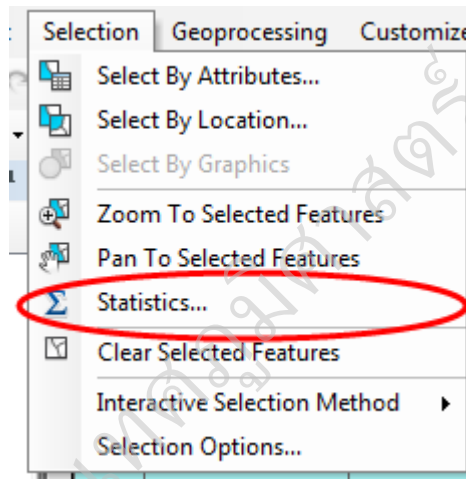 Selection Geoprocessing Customize
Select By Attributes...
Select By Location...
Select By Graphics
Zoom To Selected Features
Pan To Selected Features
Statistics...
Clear Selected Features
Interactive Selection Method
Selection Options...